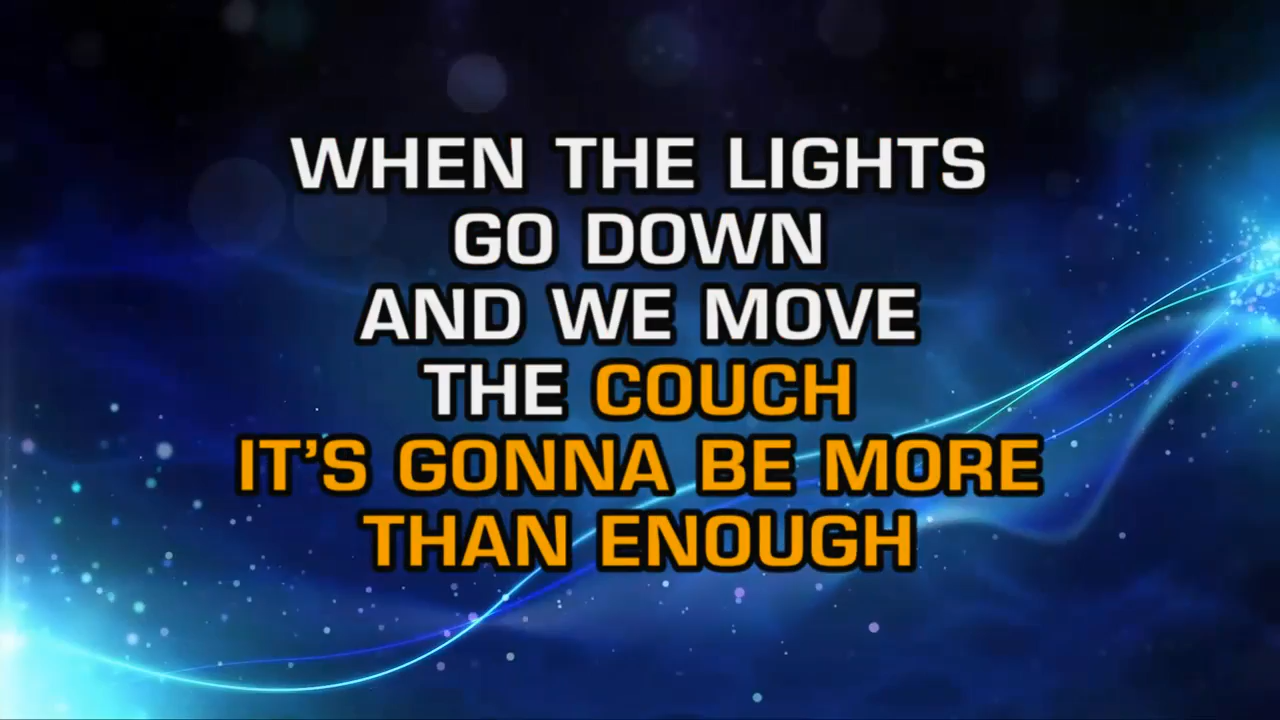 WHEN THE LIGHTS
GO DOWN
AND WE MOVE
THE COUCH
IT’S GONNA BE MORE
THAN ENOUGH